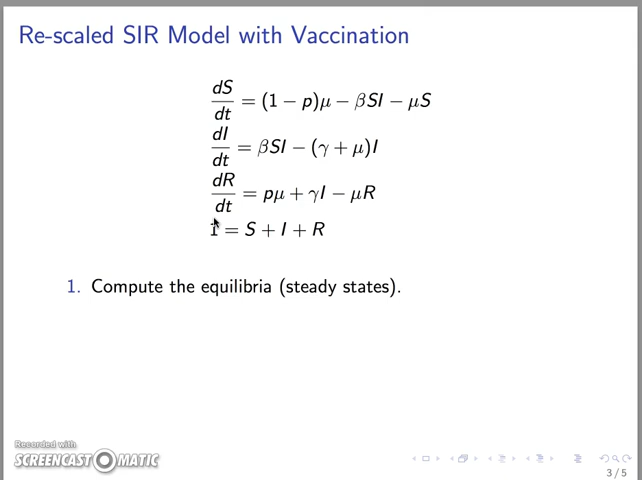 Re-scaled SIR Model with Vaccination
dS/dt = (1 − p)μ − βSI − μS
dI/dt = βSI − (γ + μ)I
dR/dt = pμ + γI − μR
1 = S + I + R
1. Compute the equilibria (steady states).
Recorded with
SCREENCAST-O-MATIC
3 / 5